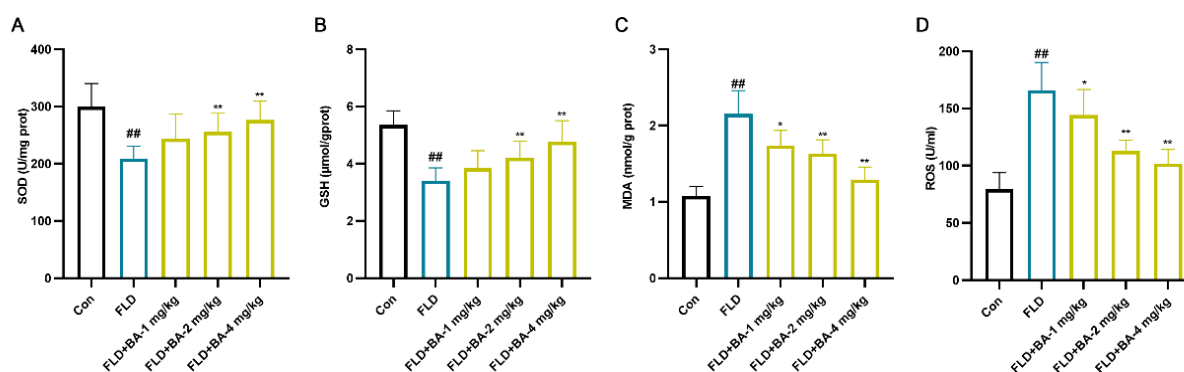 A
SOD (U/mg prot)
400
300
200
100
0
##
**
**
Con
FLD
FLD+BA-1 mg/kg
FLD+BA-2 mg/kg
FLD+BA-4 mg/kg
B
GSH (μmol/gprot)
8
6
4
2
0
##
**
**
Con
FLD
FLD+BA-1 mg/kg
FLD+BA-2 mg/kg
FLD+BA-4 mg/kg
C
MDA (nmol/g prot)
3
2
1
0
##
*
**
**
Con
FLD
FLD+BA-1 mg/kg
FLD+BA-2 mg/kg
FLD+BA-4 mg/kg
D
ROS (U/ml)
200
150
100
50
0
##
*
**
**
Con
FLD
FLD+BA-1 mg/kg
FLD+BA-2 mg/kg
FLD+BA-4 mg/kg